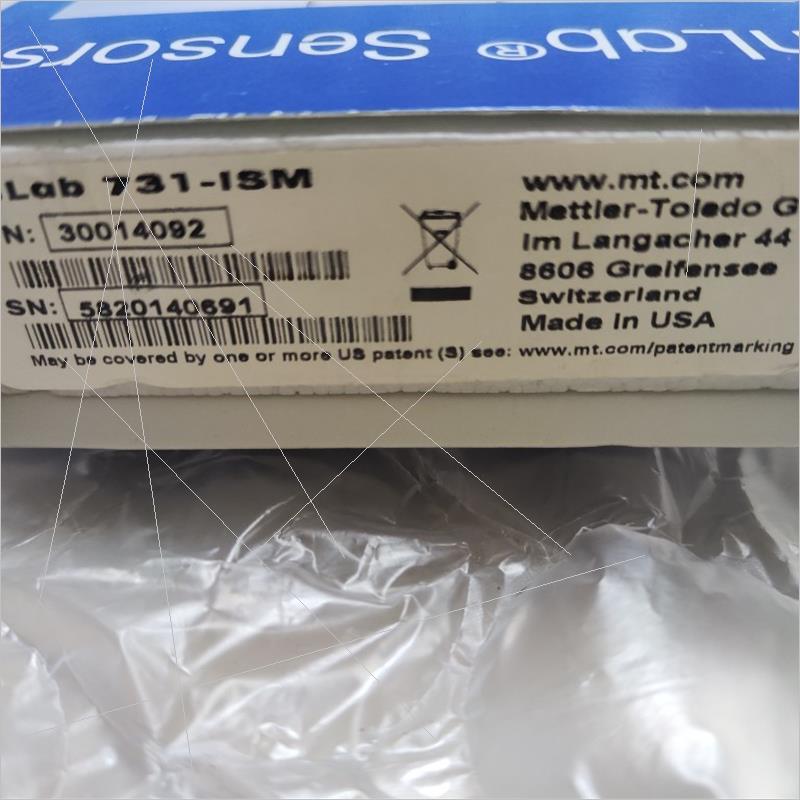 nLab® Sensors
Lab 731-ISM
N: 30014092
SN: 5820140691
May be covered by one or more US patent (S) see: www.mt.com/patentmarking
www.mt.com
Mettler-Toledo G
Im Langacher 44
8606 Greifensee
Switzerland
Made in USA